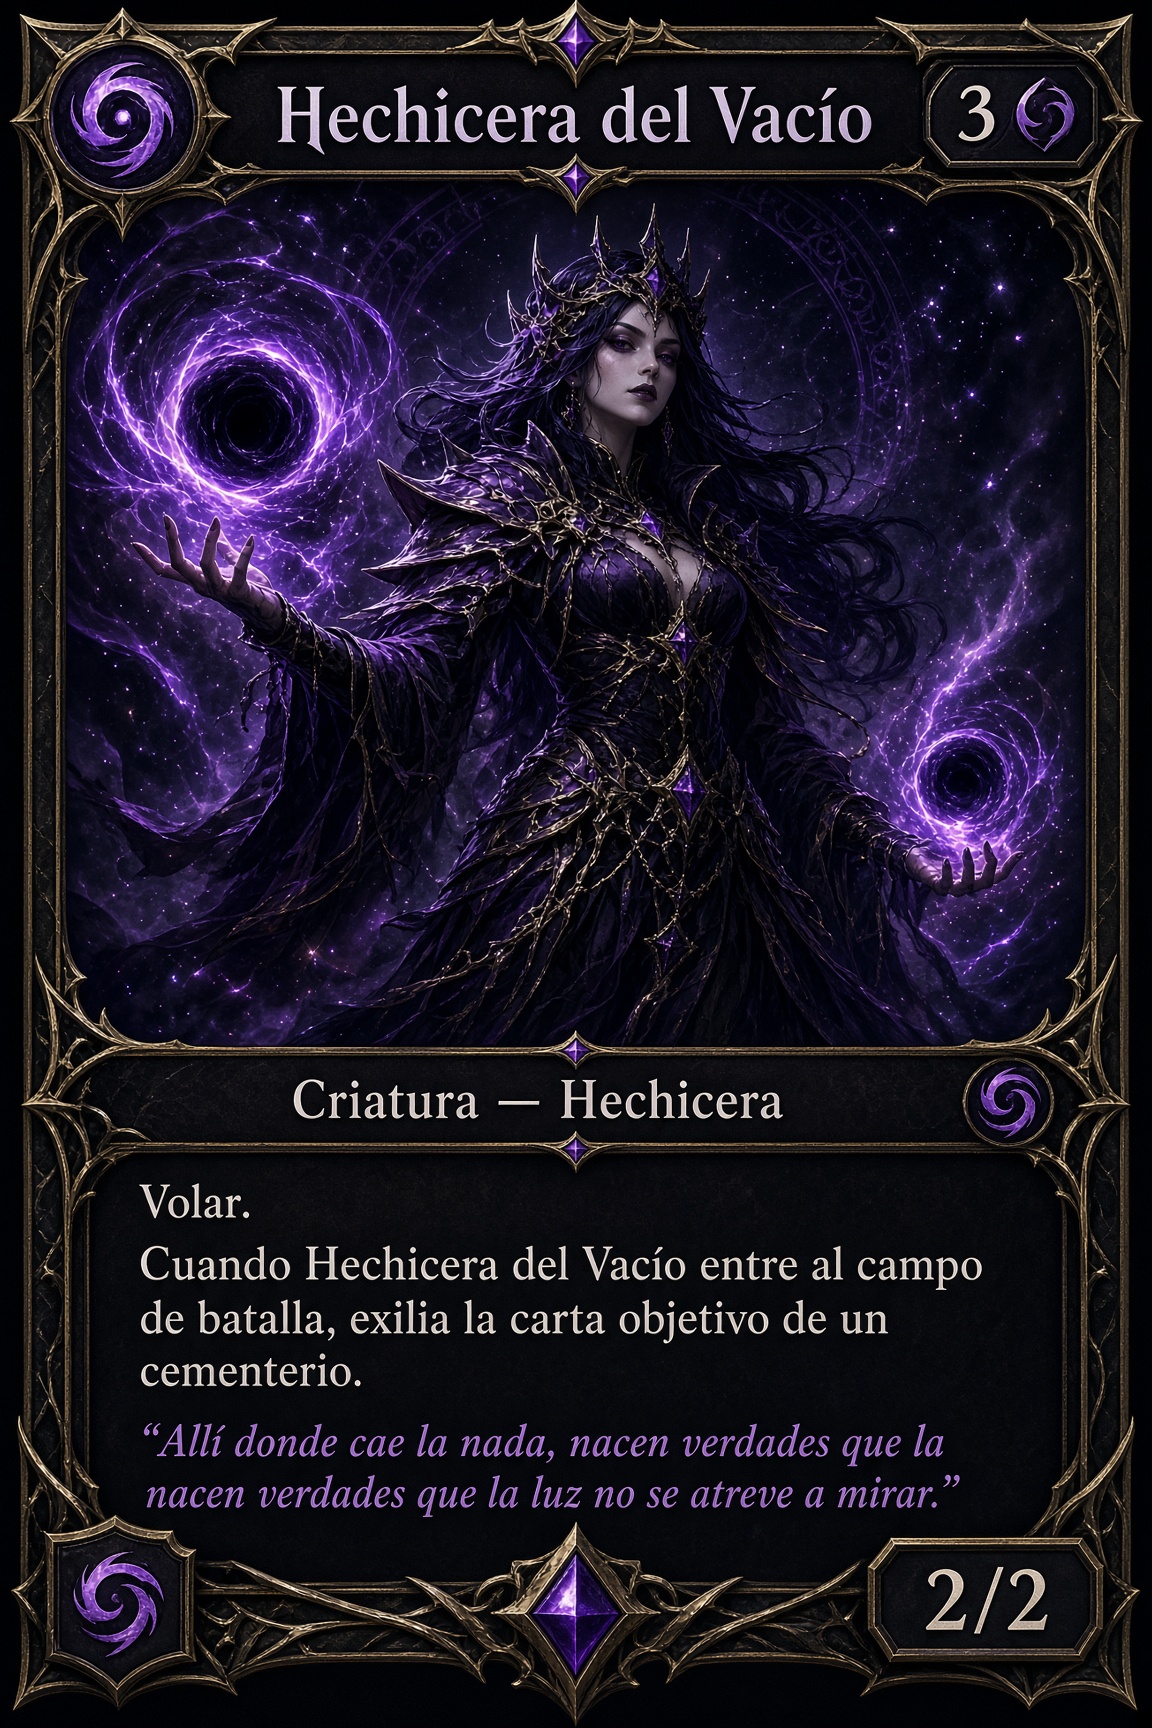 Hechicera del Vacío
3
Criatura — Hechicera
Volar.
Cuando Hechicera del Vacío entre al campo
de batalla, exilia la carta objetivo de un
cementerio.
“Allí donde cae la nada, nacen verdades que la
nacen verdades que la luz no se atreve a mirar.”
2/2